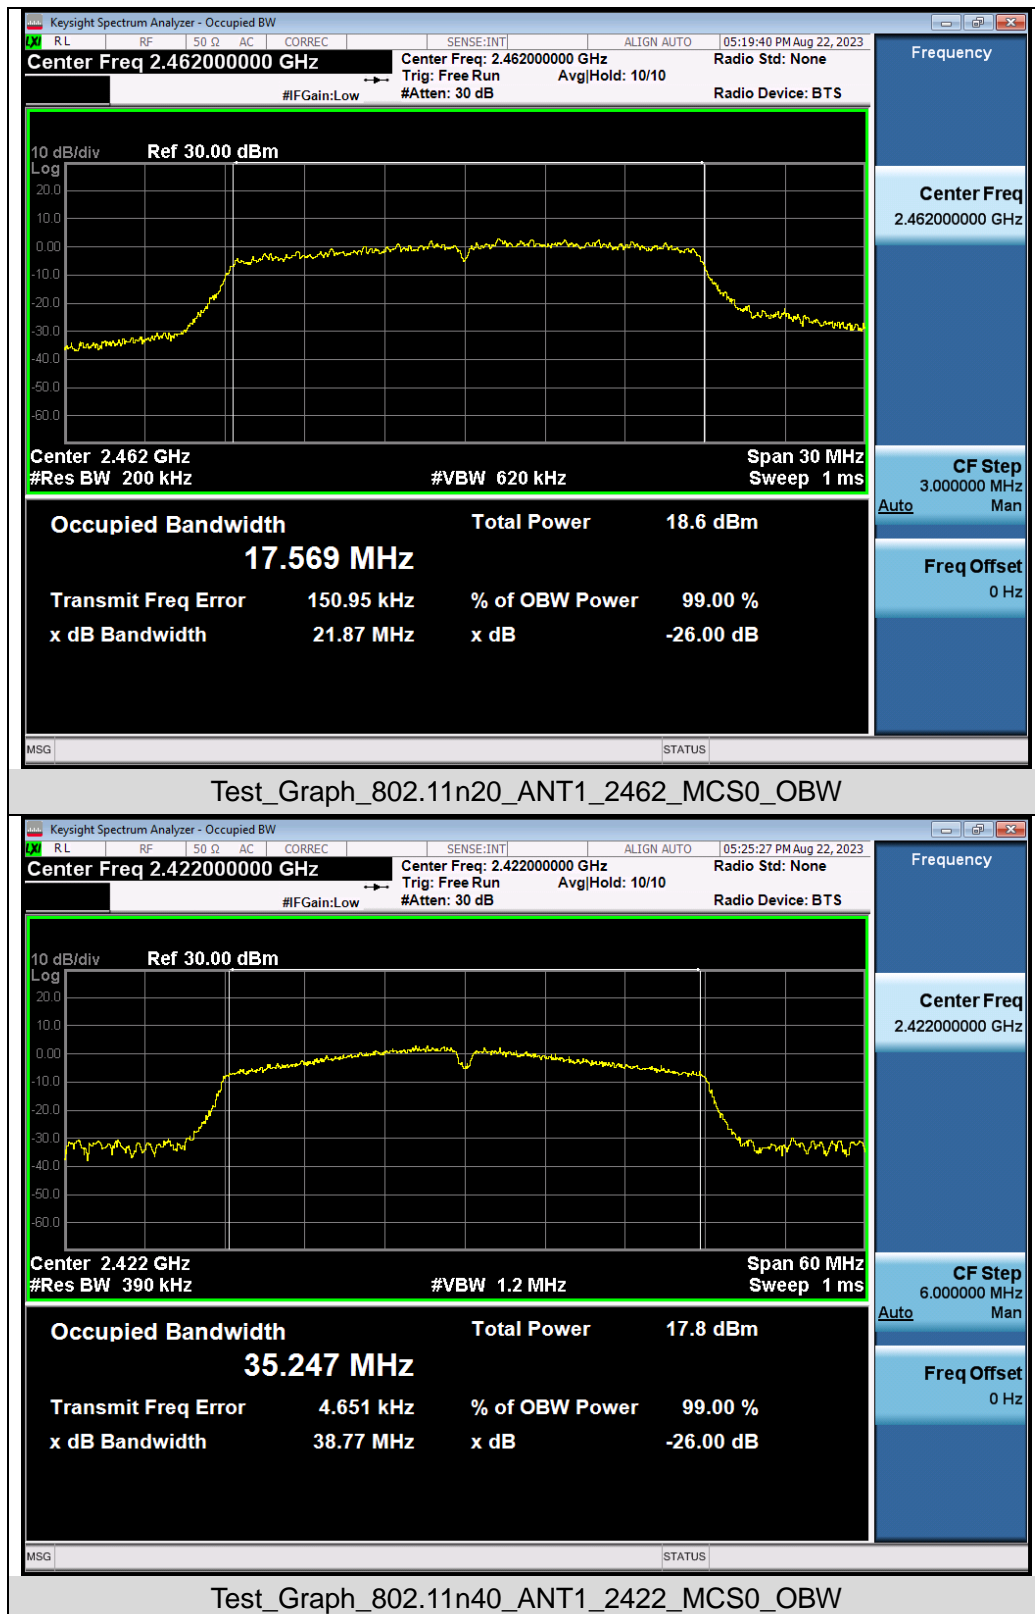 Keysight Spectrum Analyzer - Occupied BW
LXI RL RF 50 Ω AC CORREC SENSE:INT ALIGN AUTO 05:19:40 PM Aug 22, 2023
Center Freq 2.462000000 GHz
Center Freq: 2.462000000 GHz Radio Std: None
Trig: Free Run Avg|Hold: 10/10
#IFGain:Low #Atten: 30 dB Radio Device: BTS
Frequency
10 dB/div Ref 30.00 dBm
Log
20.0
10.0
0.00
-10.0
-20.0
-30.0
-40.0
-50.0
-60.0
Center 2.462 GHz Span 30 MHz
#Res BW 200 kHz #VBW 620 kHz Sweep 1 ms
Center Freq
2.462000000 GHz
CF Step
3.000000 MHz
Auto Man
Freq Offset
0 Hz
Occupied Bandwidth Total Power 18.6 dBm
17.569 MHz
Transmit Freq Error 150.95 kHz % of OBW Power 99.00 %
x dB Bandwidth 21.87 MHz x dB -26.00 dB
MSG STATUS
Test_Graph_802.11n20_ANT1_2462_MCS0_OBW
Keysight Spectrum Analyzer - Occupied BW
LXI RL RF 50 Ω AC CORREC SENSE:INT ALIGN AUTO 05:25:27 PM Aug 22, 2023
Center Freq 2.422000000 GHz
Center Freq: 2.422000000 GHz Radio Std: None
Trig: Free Run Avg|Hold: 10/10
#IFGain:Low #Atten: 30 dB Radio Device: BTS
Frequency
10 dB/div Ref 30.00 dBm
Log
20.0
10.0
0.00
-10.0
-20.0
-30.0
-40.0
-50.0
-60.0
Center 2.422 GHz Span 60 MHz
#Res BW 390 kHz #VBW 1.2 MHz Sweep 1 ms
Center Freq
2.422000000 GHz
CF Step
6.000000 MHz
Auto Man
Freq Offset
0 Hz
Occupied Bandwidth Total Power 17.8 dBm
35.247 MHz
Transmit Freq Error 4.651 kHz % of OBW Power 99.00 %
x dB Bandwidth 38.77 MHz x dB -26.00 dB
MSG STATUS
Test_Graph_802.11n40_ANT1_2422_MCS0_OBW